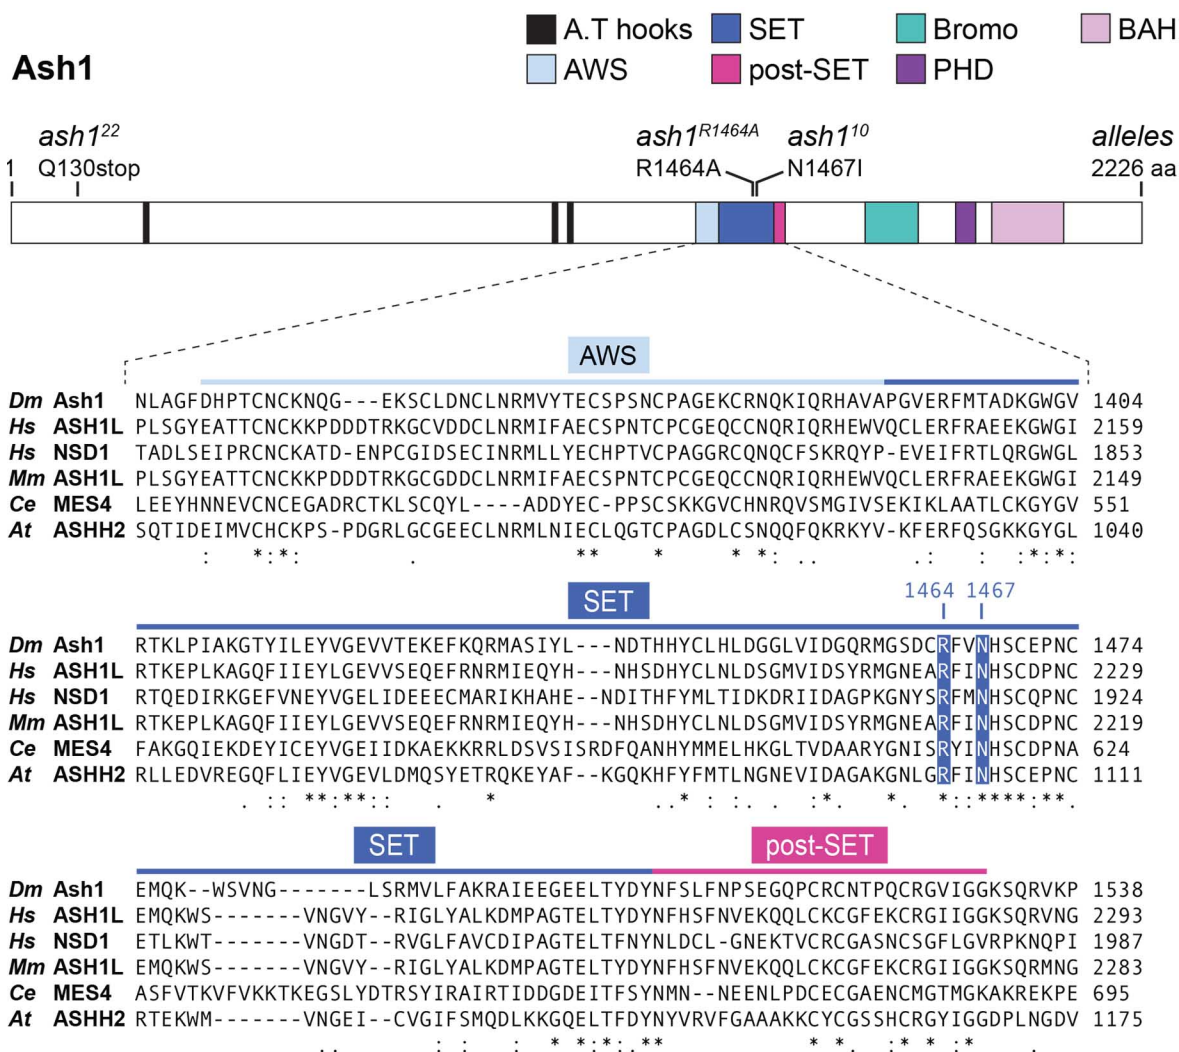 A.T hooks SET Bromo BAH
Ash1
AWS post-SET PHD
ash1²² ash1ᴿ¹⁴⁶⁴ᴬ ash1¹⁰ alleles
1 Q130stop R1464A N1467I 2226 aa
AWS
Dm Ash1 NLAGFDHPTCNCKNQG---EKSCLDNCLNRMVYTECSPSNCPAGEKCRNQKIQRHAVAPGVERFMTADKGWGV 1404
Hs ASH1L PLSGYEATTCNCKKPDDDTRKGCVDDCLNRMIFAECSPNTCPCGEQCCNQRIQRHEWVQCLERFRAEEKGWGI 2159
Hs NSD1 TADLSEIPRCNCKATD-ENPCGIDSECINRMLLYECHPTVCPAGGRCQNQCFSKRQYP-EVEIFRTLQRGWGL 1853
Mm ASH1L PLSGYEATTCNCKKPDDDTRKGCGDDCLNRMIFAECSPNTCPCGEQCCNQRIQRHEWVQCLERFRAEEKGWGI 2149
Ce MES4 LEEYHNNEVCNCEGADRCTKLSCQYL----ADDYEC-PPSCSKKGVCHNRQVSMGIVSEKIKLAATLCKGYGV 551
At ASHH2 SQTIDEIMVCHCKPS-PDGRLGCGEECLNRMLNIECLQGTCPAGDLCSNQQFQKRKYV-KFERFQSGKKGYGL 1040
: *:*: . ** * * *: .. .: : :*:*:
SET 1464 1467
Dm Ash1 RTKLPIAKGTYILEYVGEVVTEKEFKQRMASIYL---NDTHHYCLHLDGGLVIDGQRMGSDCRFVNHSCEPNC 1474
Hs ASH1L RTKEPLKAGQFIIEYLGEVVSEQEFRNRMIEQYH---NHSDHYCLNLDSGMVIDSYRMGNEARFINHSCDPNC 2229
Hs NSD1 RTQEDIRKGEFVNEYVGELIDEEECMARIKHAHE--NDITHFYMLTIDKDRIIDAGPKGNYSRFMNHSCQPNC 1924
Mm ASH1L RTKEPLKAGQFIIEYLGEVVSEQEFRNRMIEQYH---NHSDHYCLNLDSGMVIDSYRMGNEARFINHSCDPNC 2219
Ce MES4 FAKGQIEKDEYICEYVGEIIDKAEKKRRLDSVSISRDFQANHYMMELHKGLTVDAARYGNISRYINHSCDPNA 624
At ASHH2 RLLEDVREGQFLIEYVGEVLDMQSYETRQKEYAF--KGQKHFYFMTLNGNEVIDAGAKGNLGRFINHSCEPNC 1111
. :: **:**:: . * ..* : :. . :*. *. *::****:**.
SET post-SET
Dm Ash1 EMQK--WSVNG-------LSRMVLFAKRAIEEGEELTYDYNFSLFNPSEGQPCRCNTPQCRGVIGGKSQRVKP 1538
Hs ASH1L EMQKWS-------VNGVY--RIGLYALKDMPAGTELTYDYNFHSFNVEKQQLCKCGFEKCRGIIGGKSQRVNG 2293
Hs NSD1 ETLKWT-------VNGDT--RVGLFAVCDIPAGTELTFNYNLDCL-GNEKTVCRCGASNCSGFLGVRPKNQPI 1987
Mm ASH1L EMQKWS-------VNGVY--RIGLYALKDMPAGTELTYDYNFHSFNVEKQQLCKCGFEKCRGIIGGKSQRMNG 2283
Ce MES4 ASFVTKVFVKKTKEGSLYDTRSYIRAIRTIDDGDEITFSYNMN--NEENLPDCECGAENCMGTMGKAKREKPE 695
At ASHH2 RTEKWM-------VNGEI--CVGIFSMQDLKKGQELTFDYNYVRVFGAAAKKCYCGSSHCRGYIGGDPLNGDV 1175
.. : : : * *:*:.** * *. .* * :* .